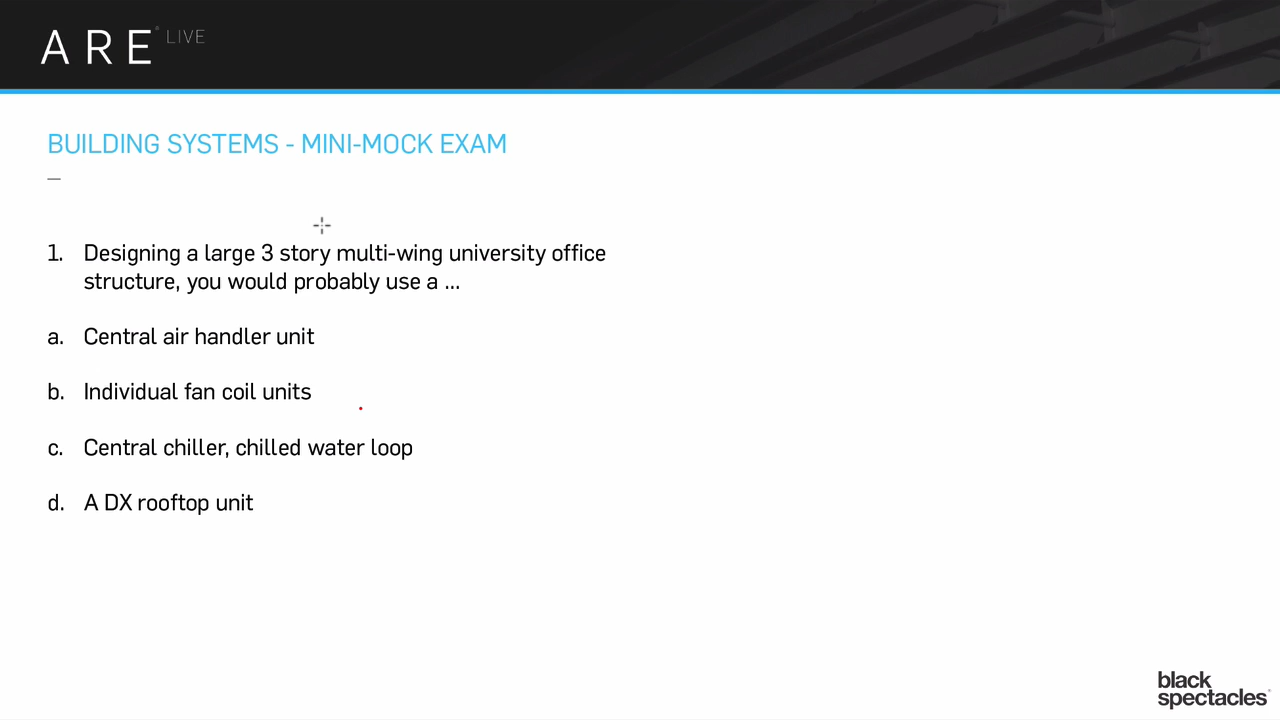 ARE® LIVE
BUILDING SYSTEMS - MINI-MOCK EXAM
1. Designing a large 3 story multi-wing university office
structure, you would probably use a ...
a. Central air handler unit
b. Individual fan coil units
c. Central chiller, chilled water loop
d. A DX rooftop unit
black
spectacles